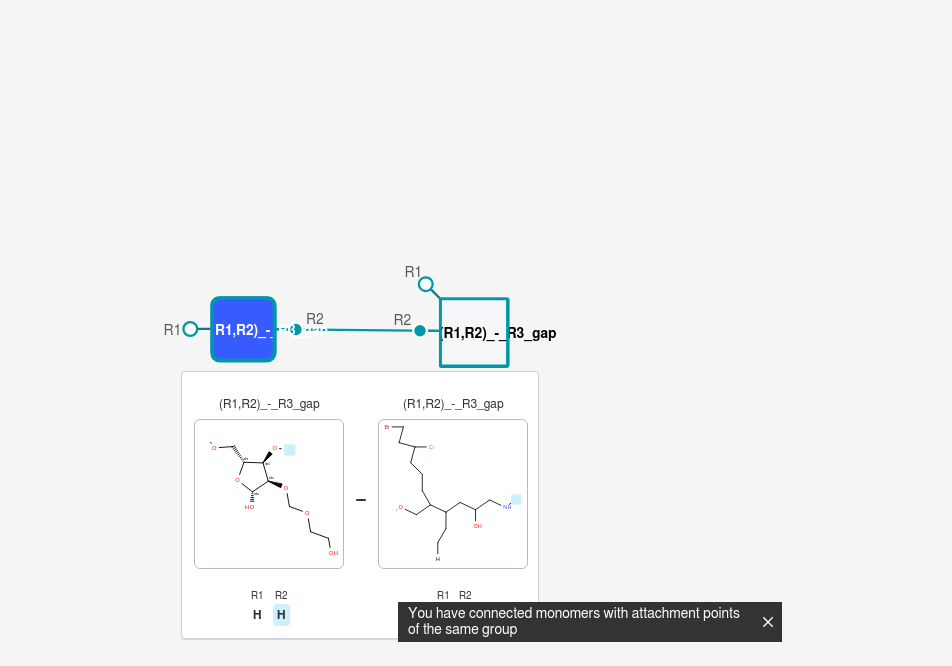 R1
R1
R1,R2)_-_R3_gap
R2
R2
(R1,R2)_-_R3_gap
(R1,R2)_-_R3_gap
(R1,R2)_-_R3_gap
O
O
O
O
HO
O
OH
Br
Cl
O
NH
OH
H
R1 R2
H H
R1 R2
You have connected monomers with attachment points
of the same group